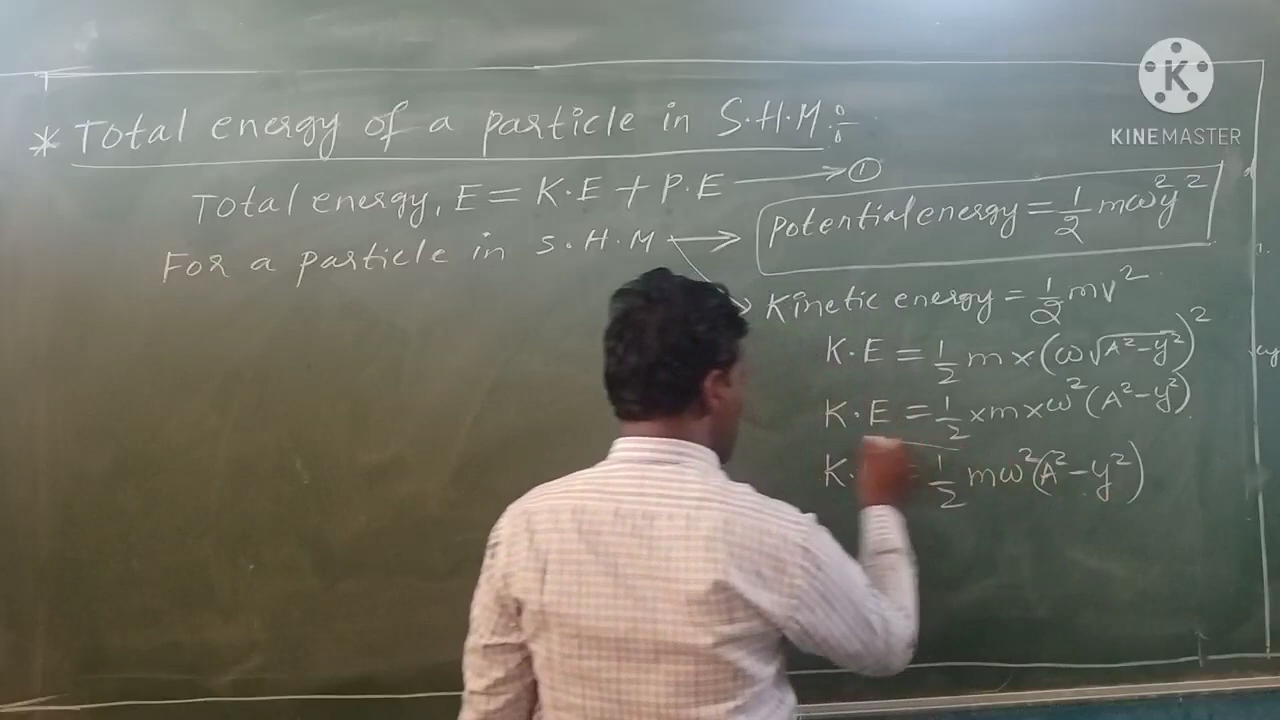 * Total energy of a particle in S.H.M.:
Total energy, E = K.E + P.E → ①
For a particle in S.H.M → Potential energy = 1/2 mω²y²
→ Kinetic energy = 1/2 mv²
K.E = 1/2 m × (ω√A²-y²)²
K.E = 1/2 × m × ω²(A²-y²)
K. = 1/2 mω²(A²-y²)
K
KINEMASTER